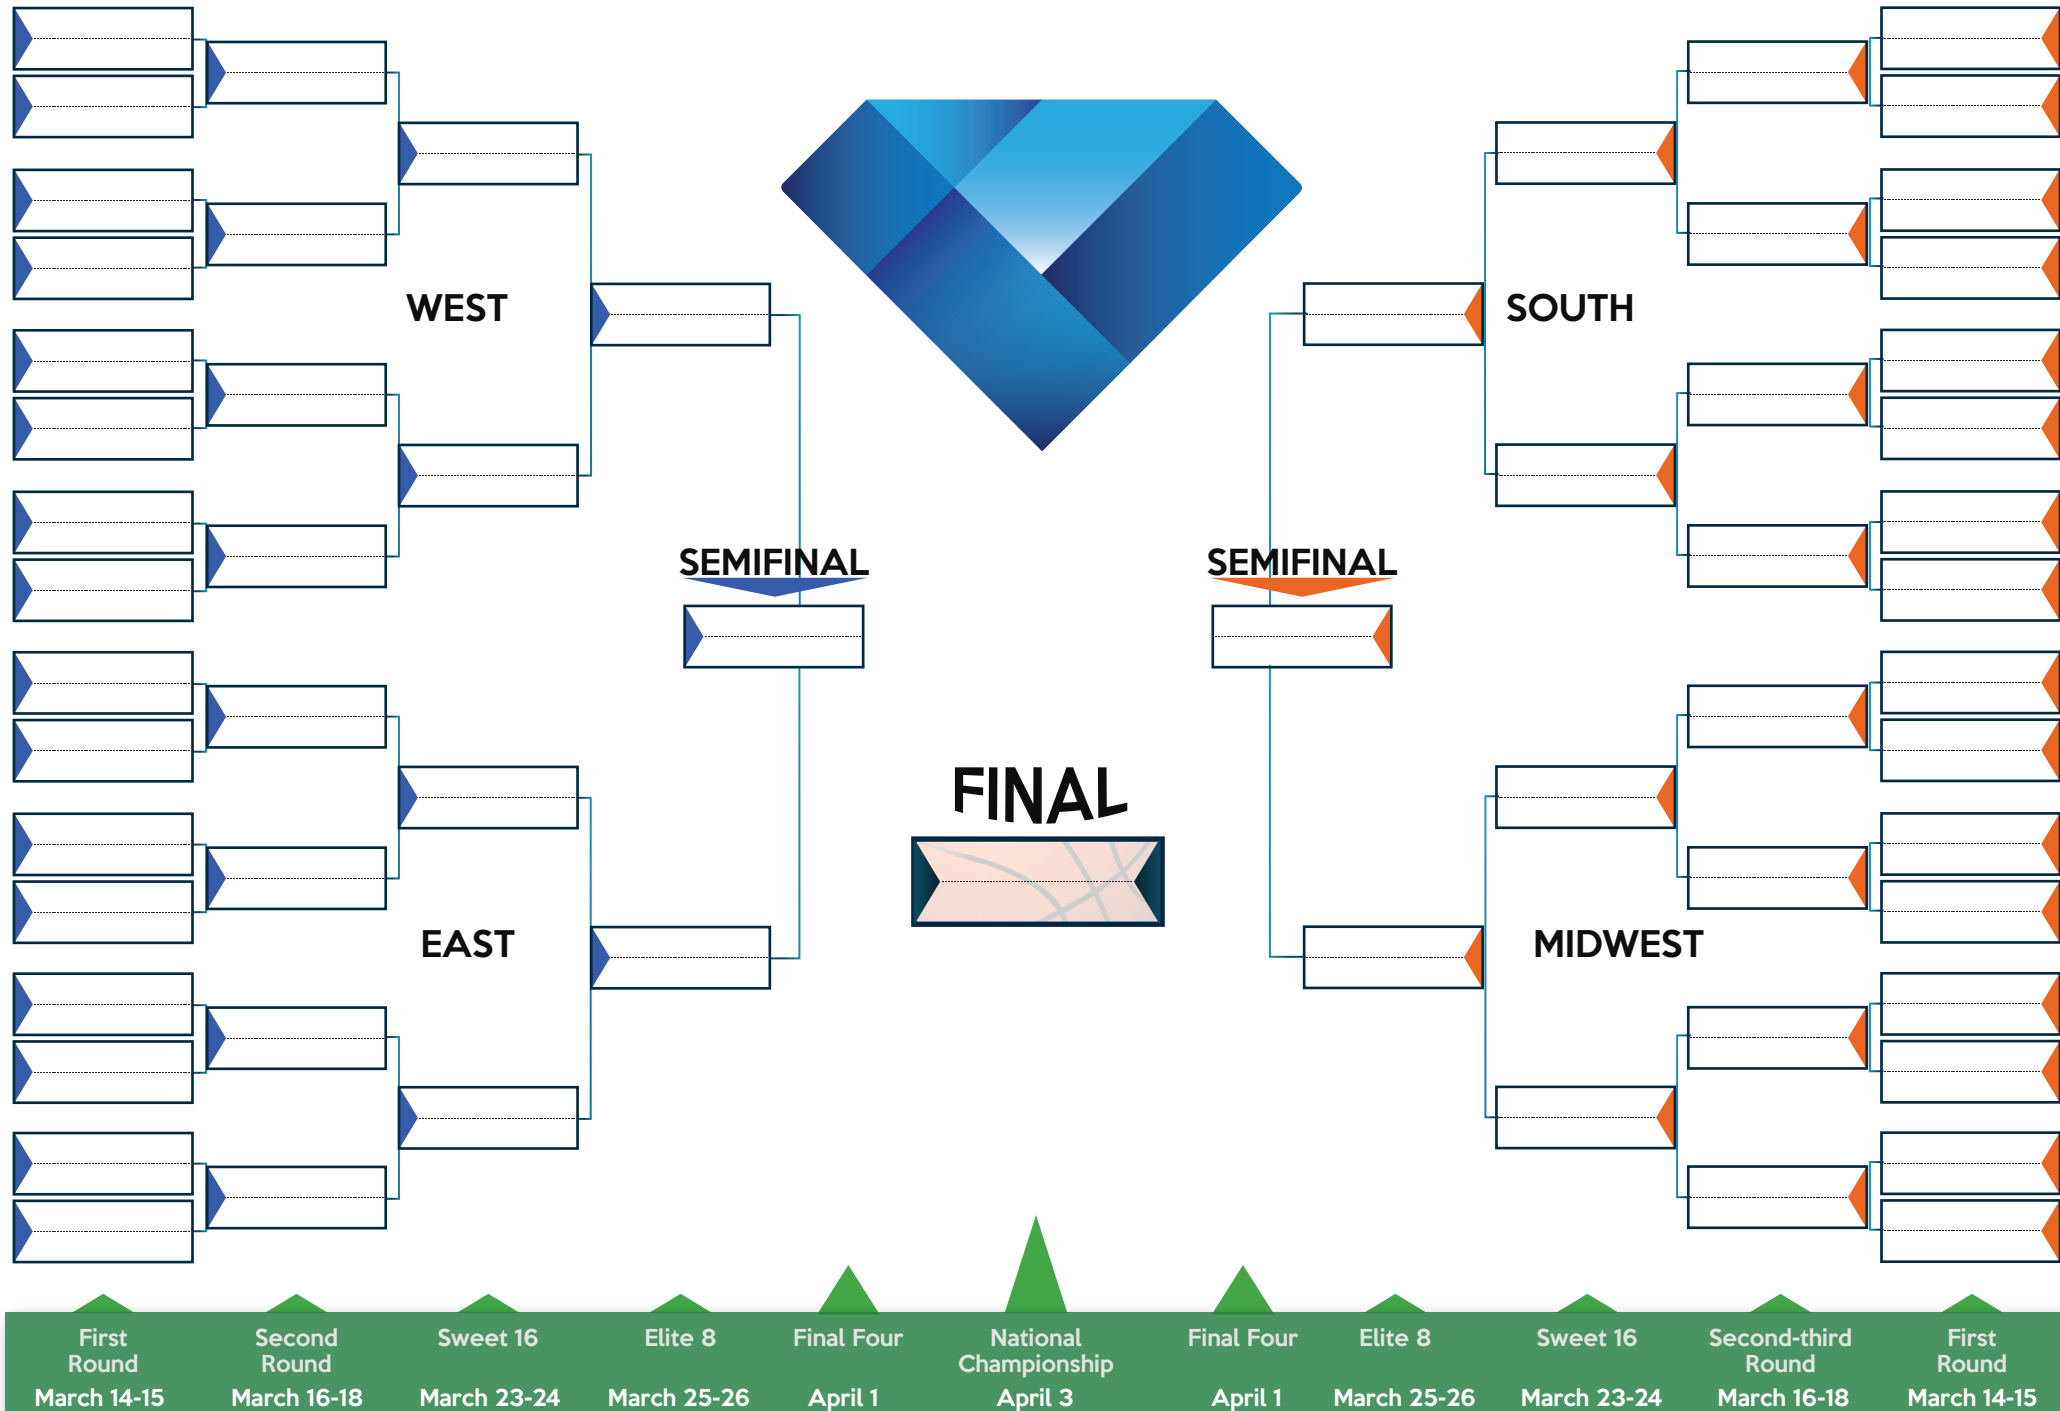 WEST
SOUTH
SEMIFINAL
SEMIFINAL
FINAL
EAST
MIDWEST
First
Round
March 14-15
Second
Round
March 16-18
Sweet 16
March 23-24
Elite 8
March 25-26
Final Four
April 1
National
Championship
April 3
Final Four
April 1
Elite 8
March 25-26
Sweet 16
March 23-24
Second-third
Round
March 16-18
First
Round
March 14-15